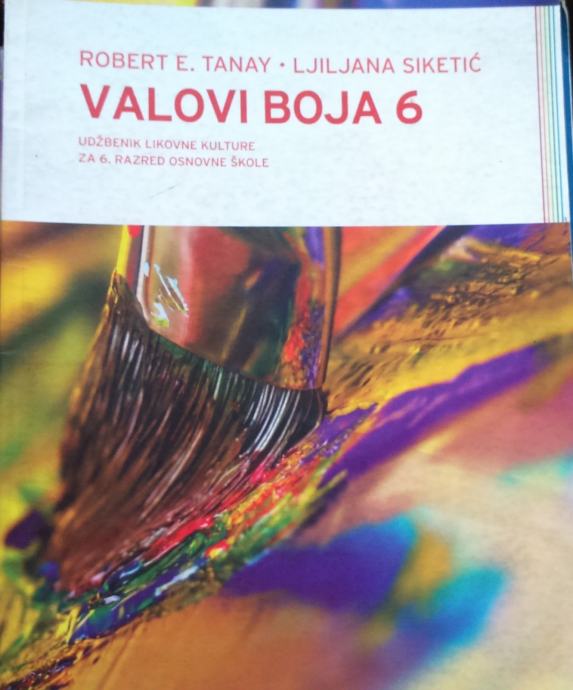 ROBERT E. TANAY • LJILJANA SIKETIĆ
VALOVI BOJA 6
UDŽBENIK LIKOVNE KULTURE
ZA 6. RAZRED OSNOVNE ŠKOLE